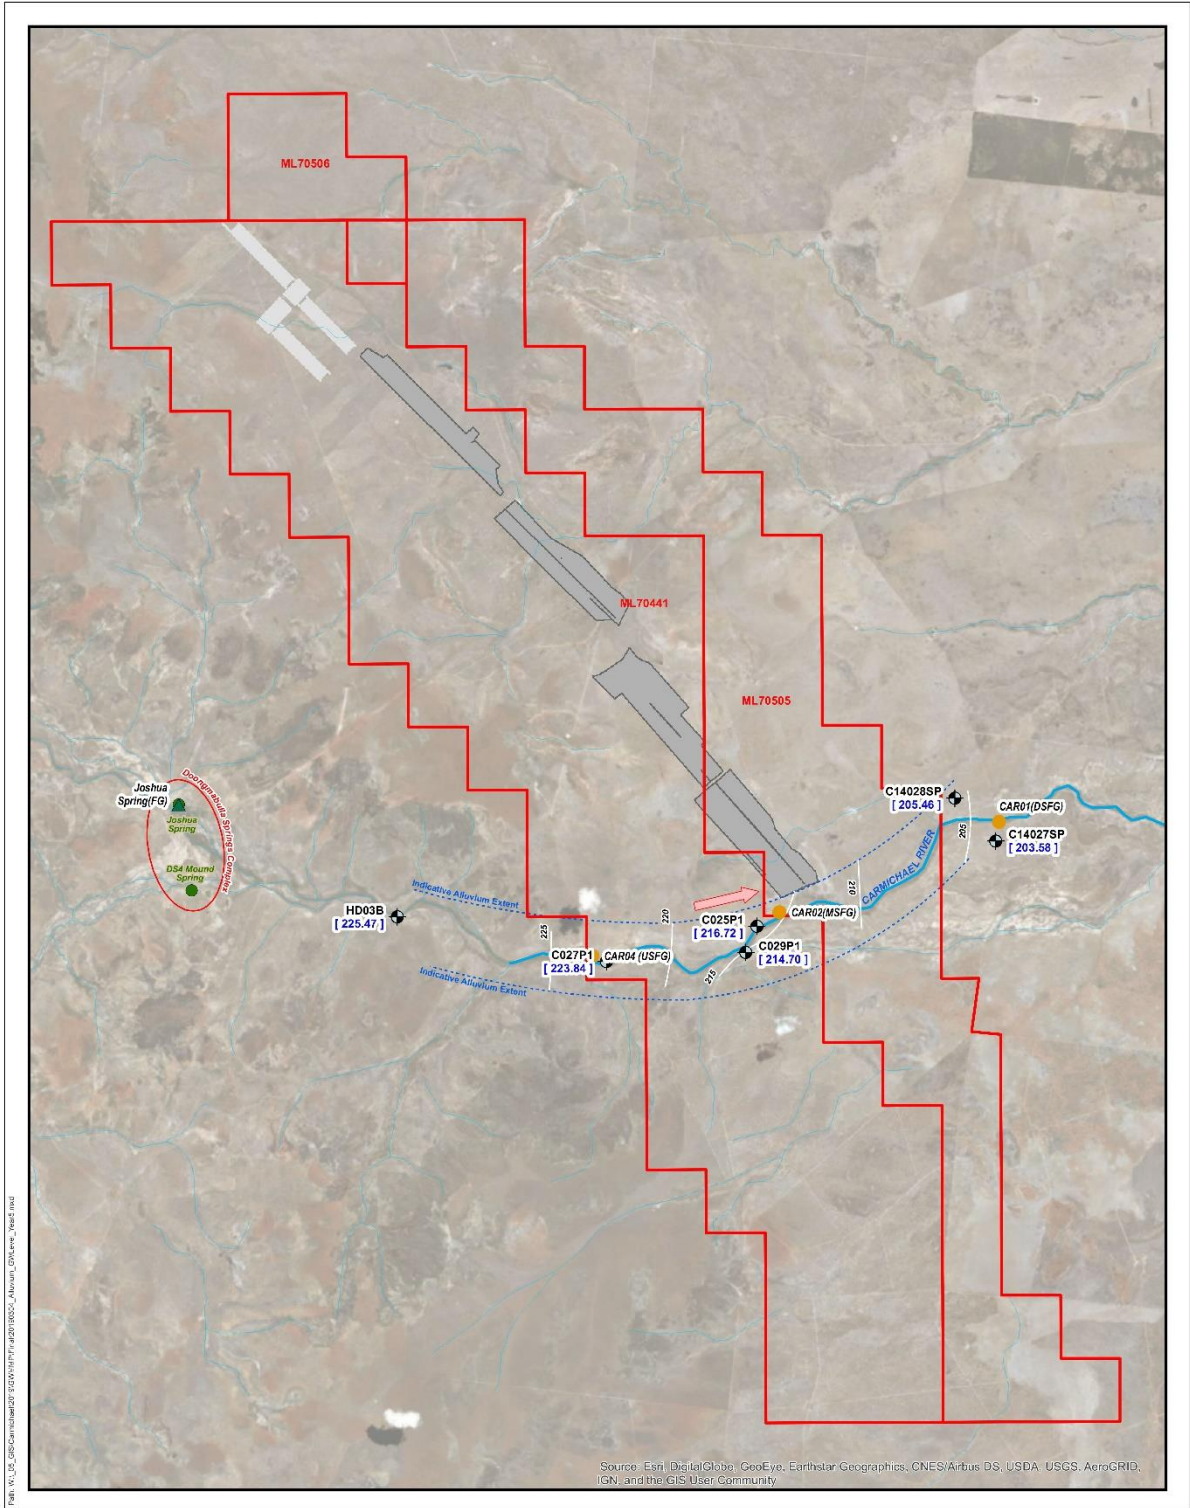 ML70506
ML70441
ML70505
Joshua
Spring(FG)
Doongmabulla Springs Complex
Joshua
Spring
DS4 Mound
Spring
C14028SP
[ 205.46 ]
205
CAR01(DSFG)
C14027SP
[ 203.58 ]
CARMICHAEL RIVER
210
Indicative Alluvium Extent
HD03B
[ 225.47 ]
225
220
CAR02(MSFG)
C025P1
[ 216.72 ]
C029P1
[ 214.70 ]
C027P1
[ 223.84 ]
CAR04 (USFG)
215
Indicative Alluvium Extent
Source: Esri, DigitalGlobe, GeoEye, Earthstar Geographics, CNES/Airbus DS, USDA, USGS, AeroGRID,
IGN, and the GIS User Community